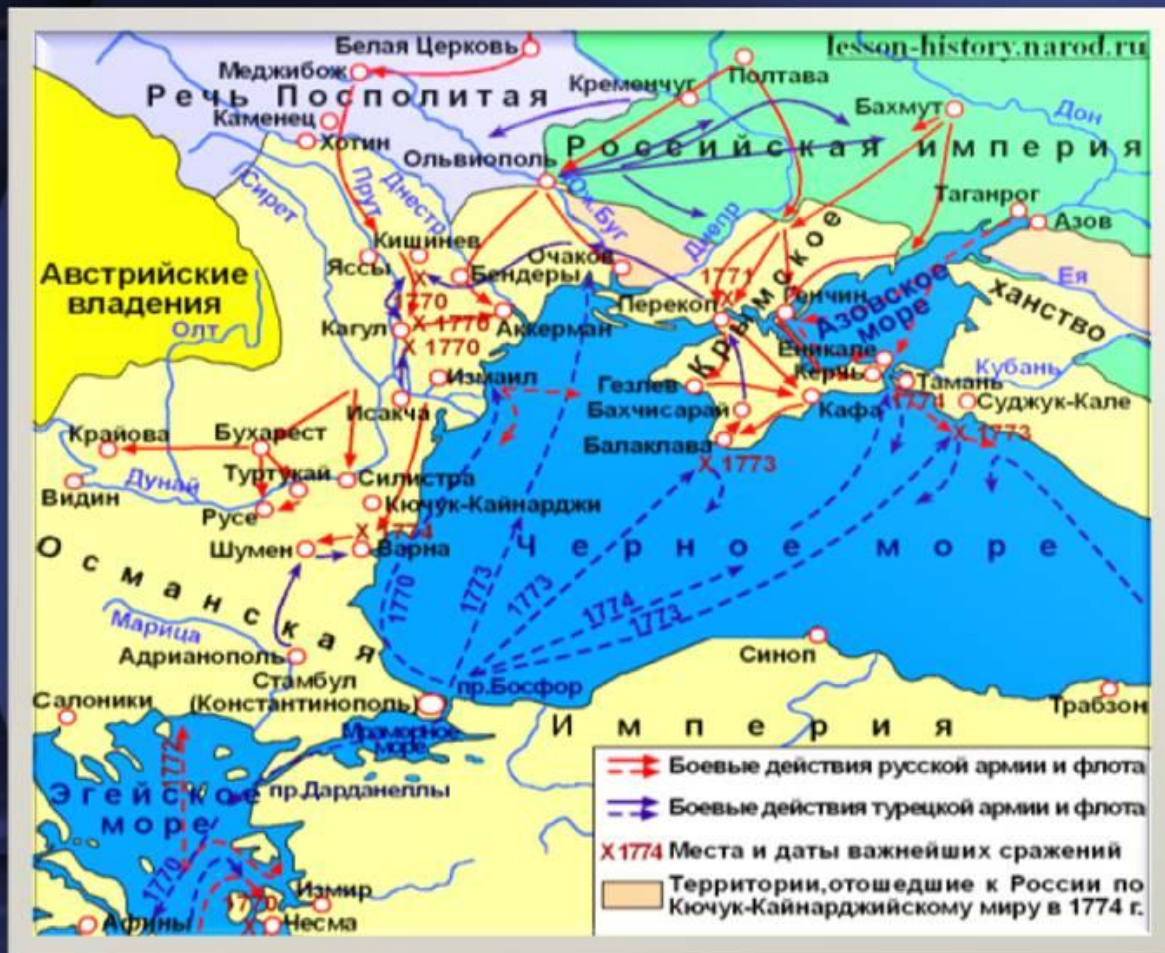 lesson-history.narod.ru
Белая Церковь
Меджибож
Полтава
Кременчуг
Речь Посполитая
Бахмут
Дон
Каменец
Хотин
Российская империя
Ольвиополь
Сирет
Прут
Днестр
Юж.Буг
Днепр
Таганрог
Азов
Кишинев
Яссы
Бендеры
Очаков
Ея
Австрийские
владения
X
1770
1771
X
Перекоп
Генчин
Крымское
ханство
Азовское
море
Олт
Кагул
X 1770
Аккерман
X 1770
Еникале
Керчь
Кубань
Измаил
Гезлев
Тамань
1774
Исакча
Бахчисарай
Кафа
Суджук-Кале
Крайова
Бухарест
Балаклава
X 1773
X 1773
Туртукай
Силистра
Видин
Дунай
Кючук-Кайнарджи
Русе
X 1774
Шумен
Варна
Черное море
Османская
Империя
1770
1773
1773
1774
1773
Марица
Адрианополь
Синоп
Стамбул
(Константинополь)
пр.Босфор
Салоники
Трабзон
Мраморное
море
1772
пр.Дарданеллы
Эгейское
море
1770
Измир
1770
X
Чесма
Афины
Боевые действия русской армии и флота
Боевые действия турецкой армии и флота
X 1774 Места и даты важнейших сражений
Территории,отошедшие к России по
Кючук-Кайнарджийскому миру в 1774 г.